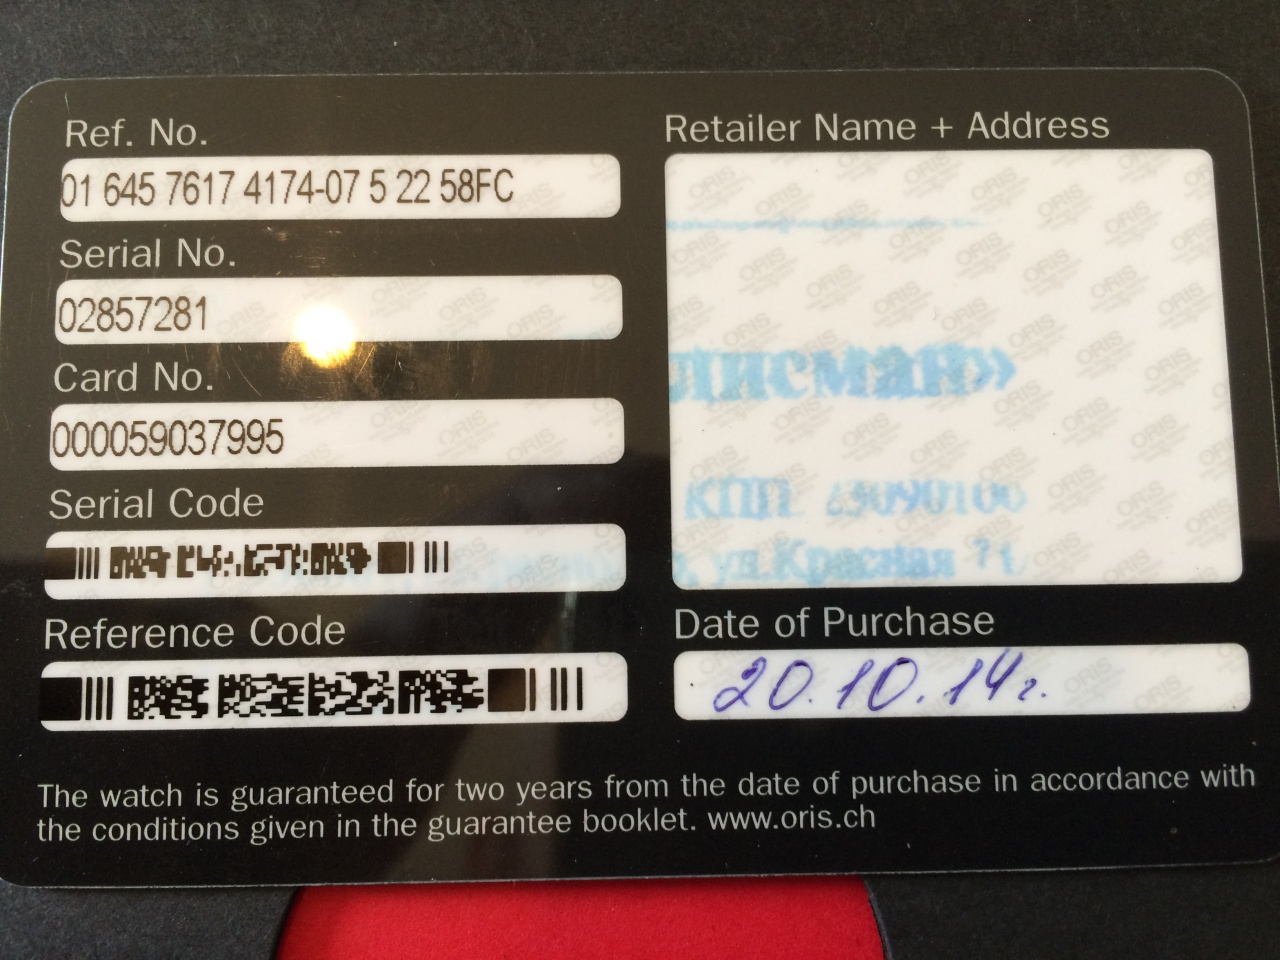 Ref. No.
01 645 7617 4174-07 5 22 58FC
Serial No.
02857281
Card No.
000059037995
Serial Code
Reference Code
Retailer Name + Address
лисман»
КПП
ул.Красная
Date of Purchase
20.10.14г.
The watch is guaranteed for two years from the date of purchase in accordance with
the conditions given in the guarantee booklet. www.oris.ch